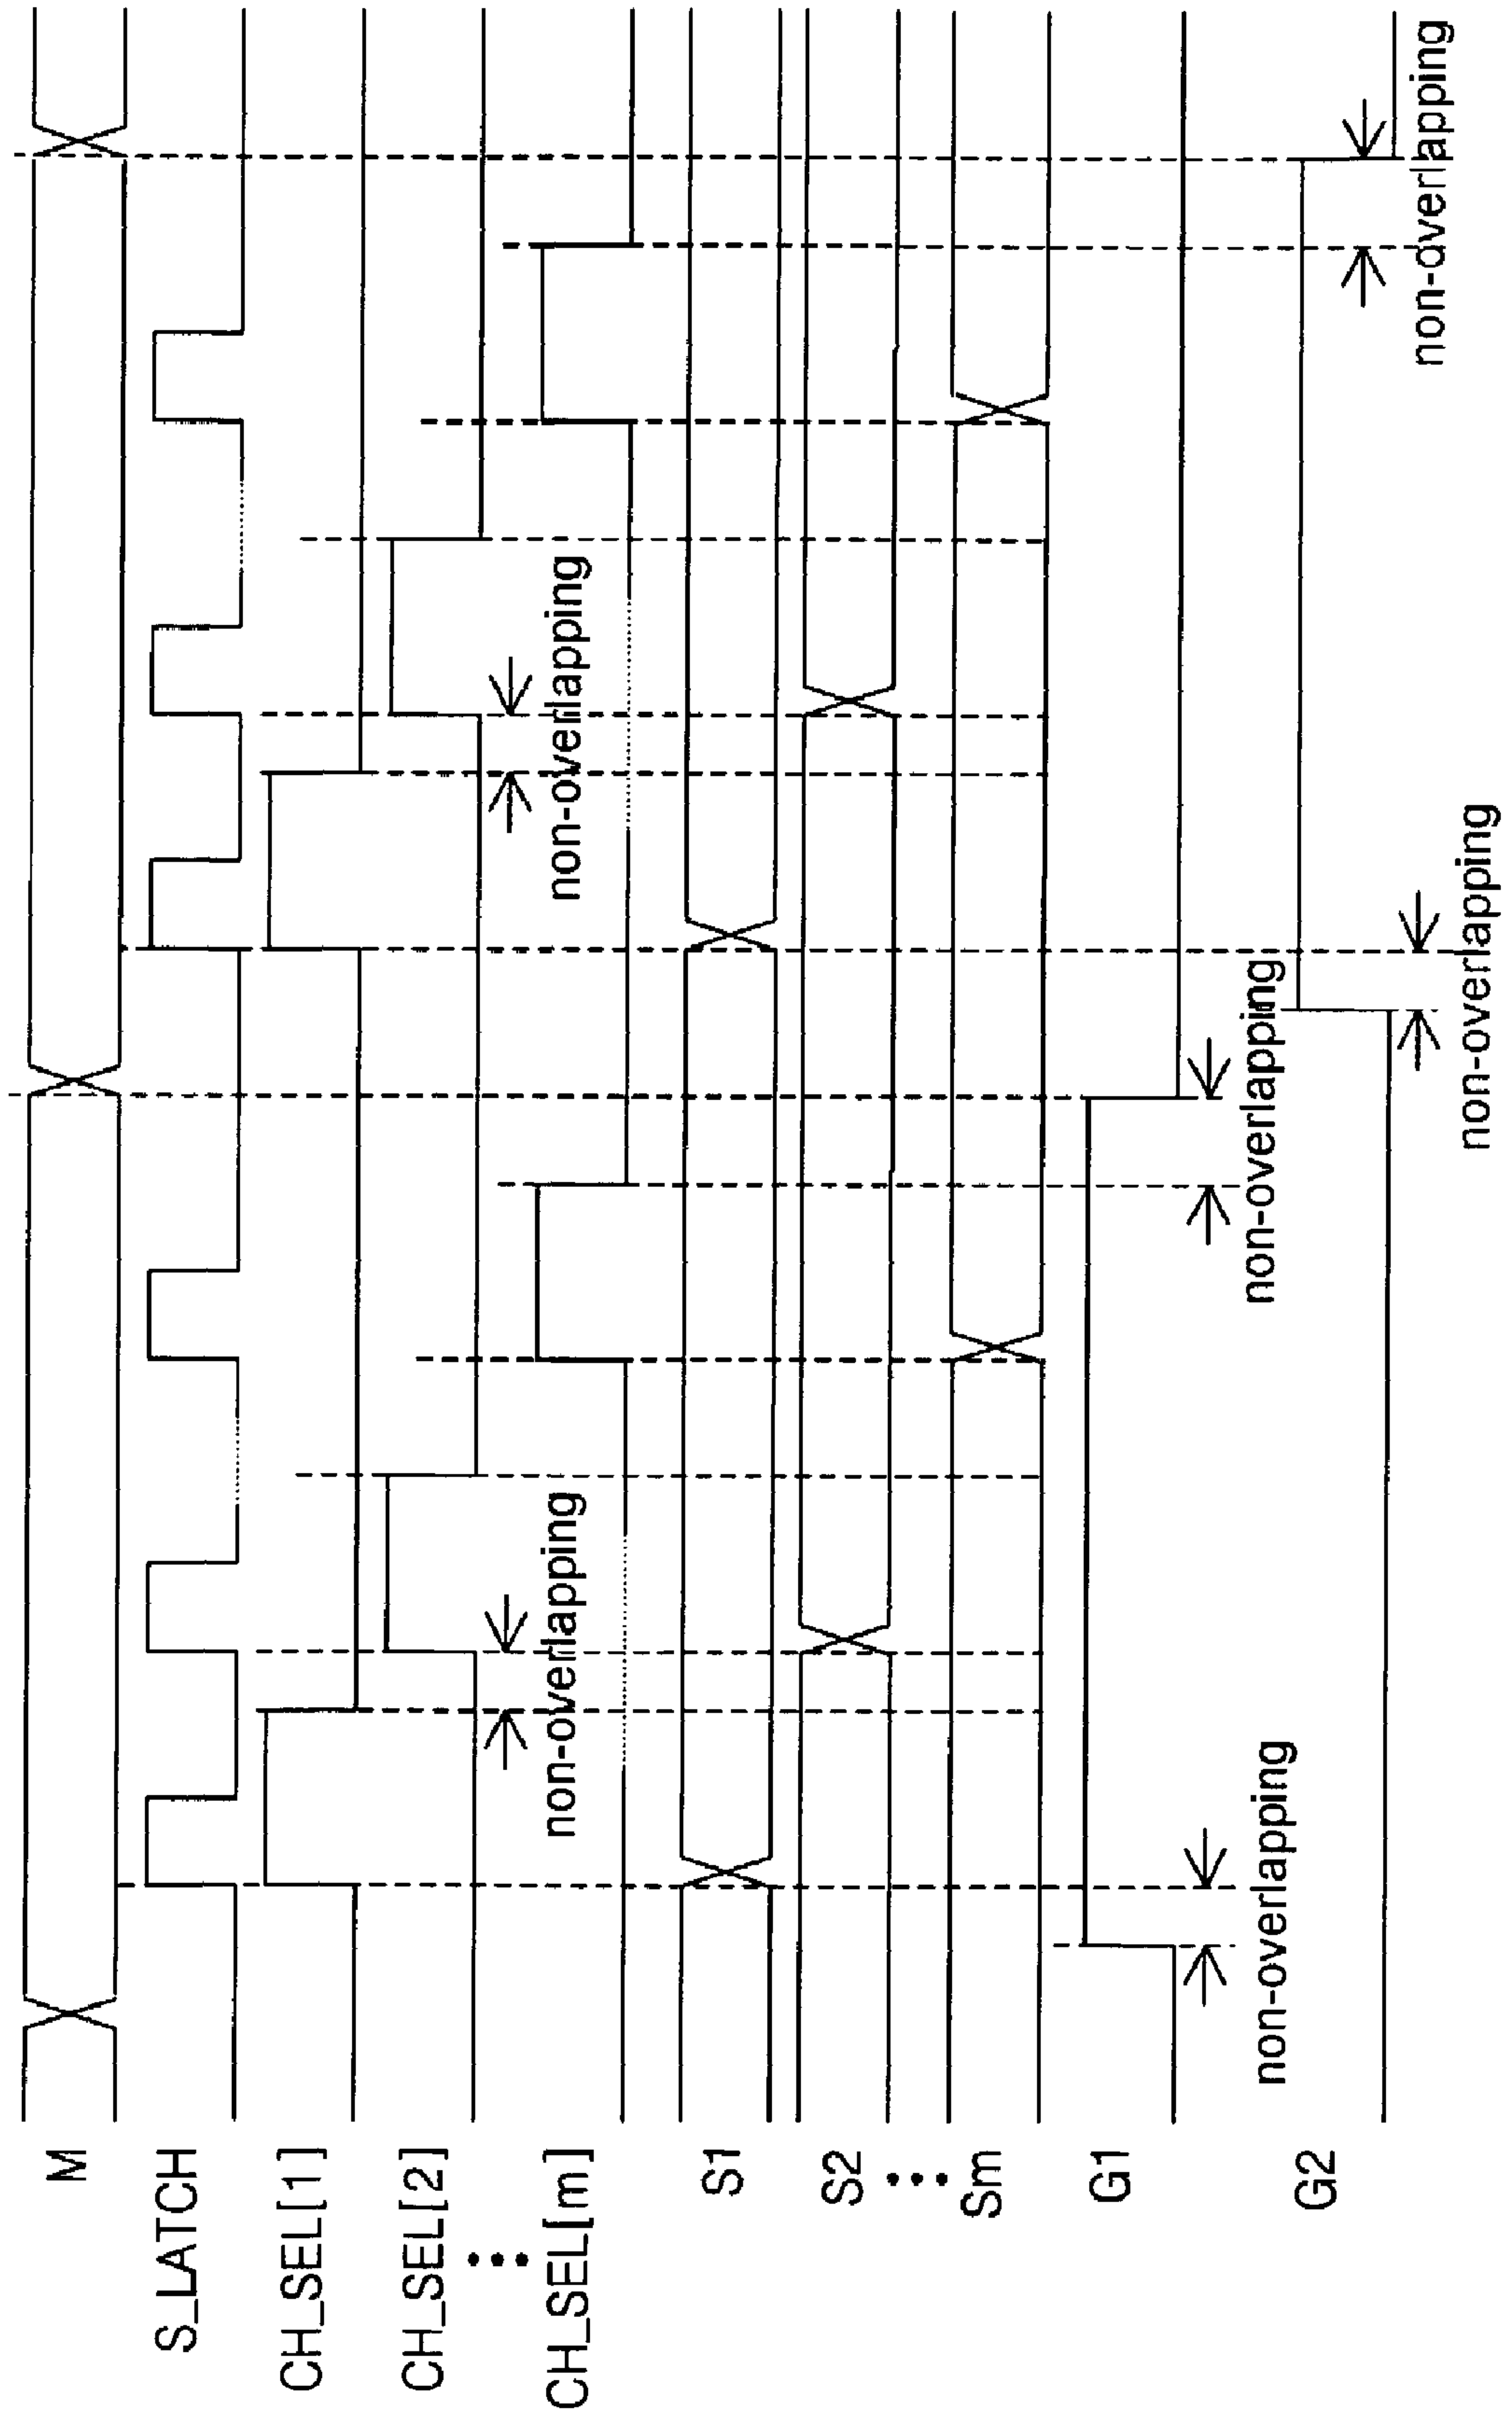 M
S_LATCH
CH_SEL[1]
CH_SEL[2]
CH_SEL[m]
S1
S2
Sm
G1
G2
non-overlapping
non-overlapping
non-overlapping
non-overlapping
non-overlapping
non-overlapping
non-overlapping